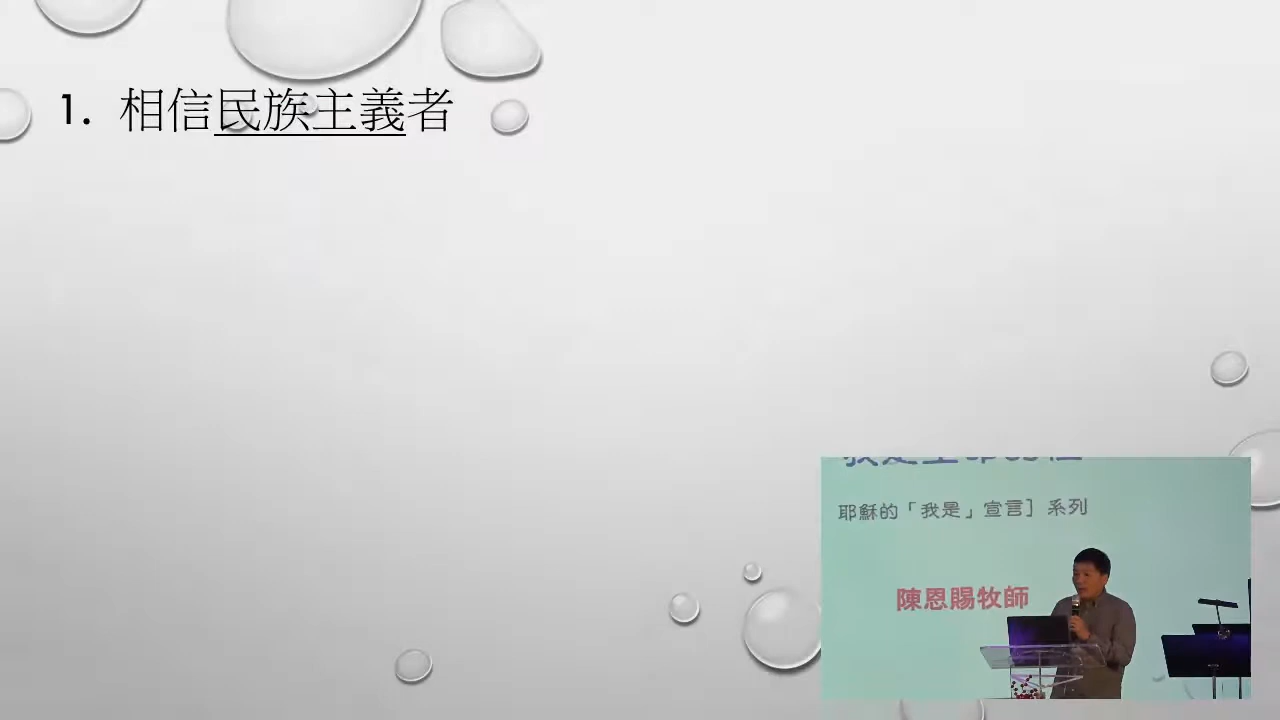 1. 相信民族主義者
耶穌的「我是」宣言］系列
陳恩賜牧師